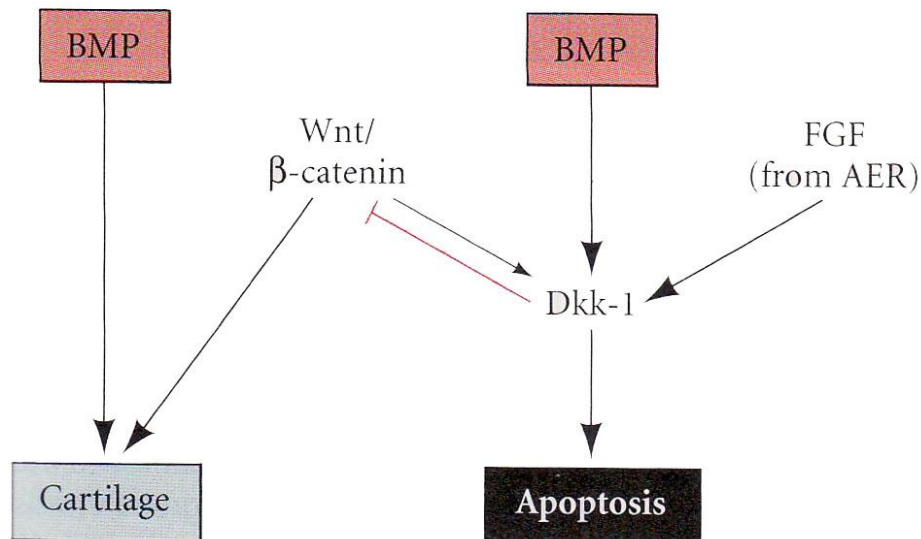 BMP
BMP
Wnt/
β-catenin
FGF
(from AER)
Dkk-1
Cartilage
Apoptosis